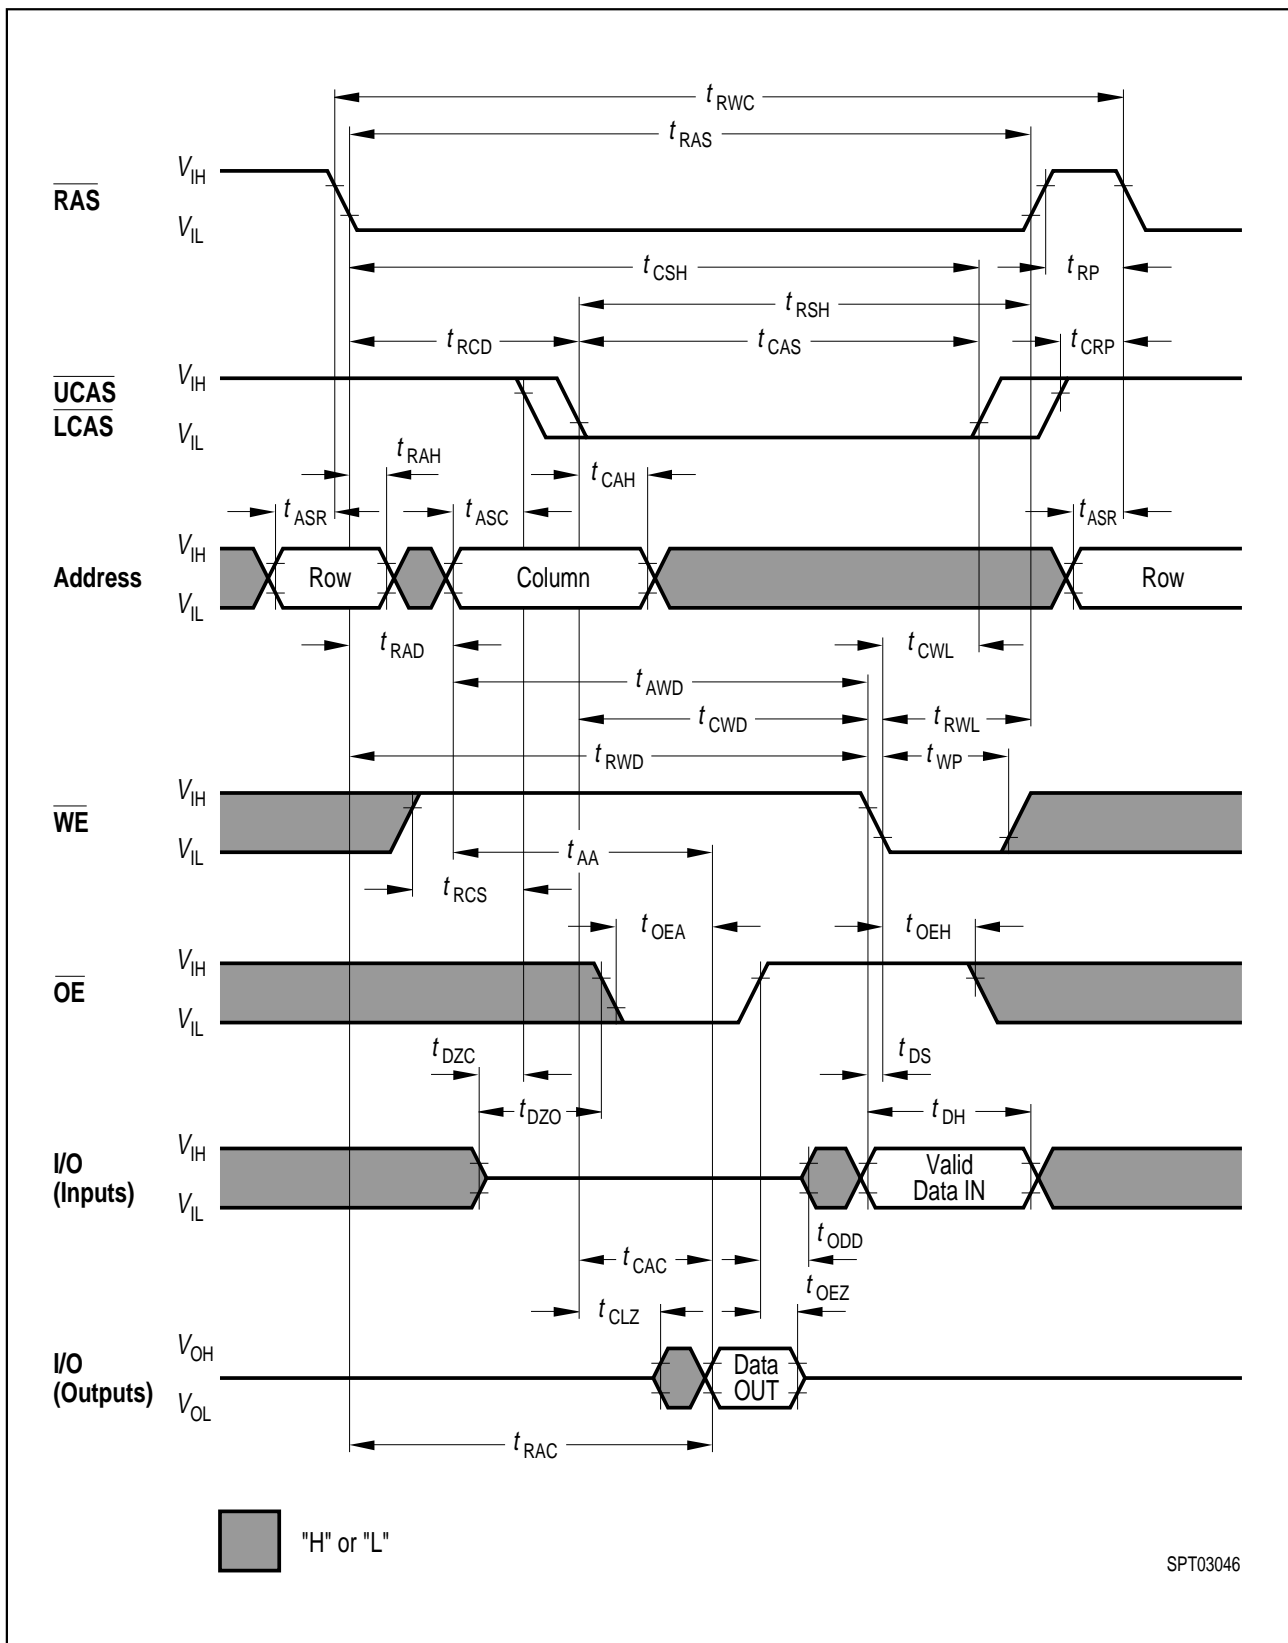 tRWC
tRAS
RAS
VIH
VIL
tCSH
tRP
tRSH
tRCD
tCAS
tCRP
UCAS
LCAS
VIH
VIL
tRAH
tCAH
tASR
tASC
tASR
Address
VIH
VIL
Row
Column
Row
tRAD
tCWL
tAWD
tCWD
tRWL
tRWD
tWP
WE
VIH
VIL
tAA
tRCS
tOEA
tOEH
OE
VIH
VIL
tDZC
tDS
tDZO
tDH
I/O
(Inputs)
VIH
VIL
Valid
Data IN
tODD
tCAC
tOEZ
tCLZ
I/O
(Outputs)
VOH
VOL
Data
OUT
tRAC
"H" or "L"
SPT03046